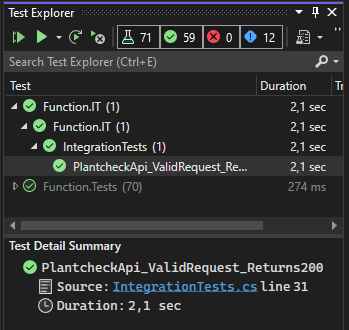 Test Explorer
71 59 0 12
Search Test Explorer (Ctrl+E)
Test Duration Tr
Function.IT (1) 2,1 sec
Function.IT (1) 2,1 sec
IntegrationTests (1) 2,1 sec
PlantcheckApi_ValidRequest_Re... 2,1 sec
Function.Tests (70) 274 ms
Test Detail Summary
PlantcheckApi_ValidRequest_Returns200
Source: IntegrationTests.cs line 31
Duration: 2,1 sec